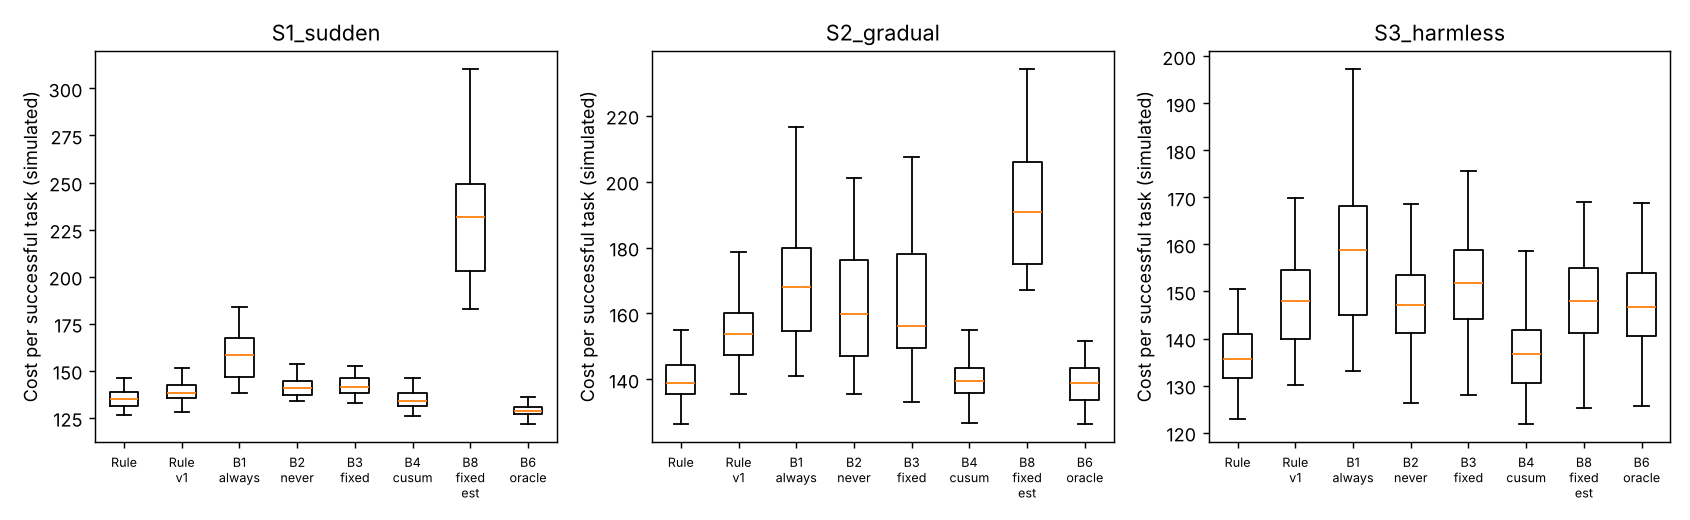 S1_sudden
Cost per successful task (simulated)
300
275
250
225
200
175
150
125
Rule
Rule
v1
B1
always
B2
never
B3
fixed
B4
cusum
B8
fixed
est
B6
oracle
S2_gradual
Cost per successful task (simulated)
220
200
180
160
140
Rule
Rule
v1
B1
always
B2
never
B3
fixed
B4
cusum
B8
fixed
est
B6
oracle
S3_harmless
Cost per successful task (simulated)
200
190
180
170
160
150
140
130
120
Rule
Rule
v1
B1
always
B2
never
B3
fixed
B4
cusum
B8
fixed
est
B6
oracle